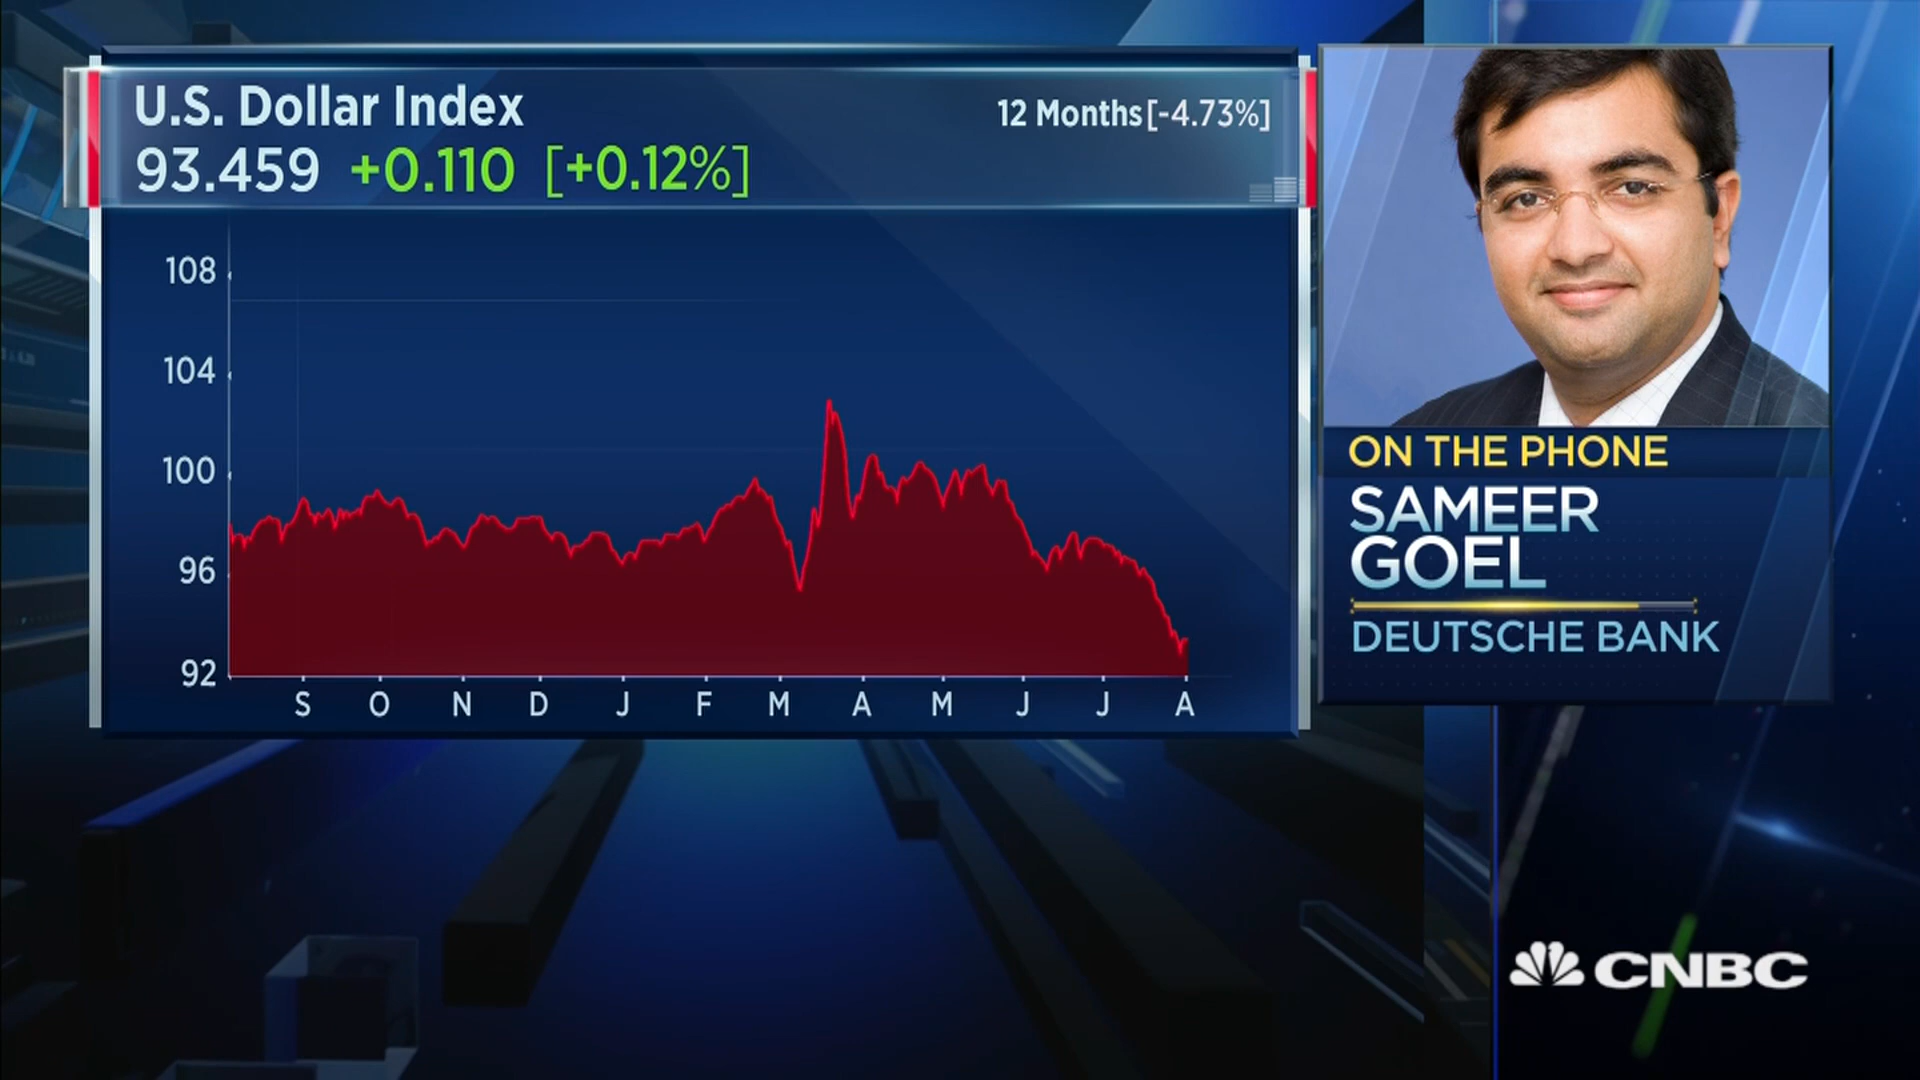 U.S. Dollar Index
12 Months [-4.73%]
93.459 +0.110 [+0.12%]
108
104
100
96
92
S O N D J F M A M J J A
ON THE PHONE
SAMEER
GOEL
DEUTSCHE BANK
CNBC